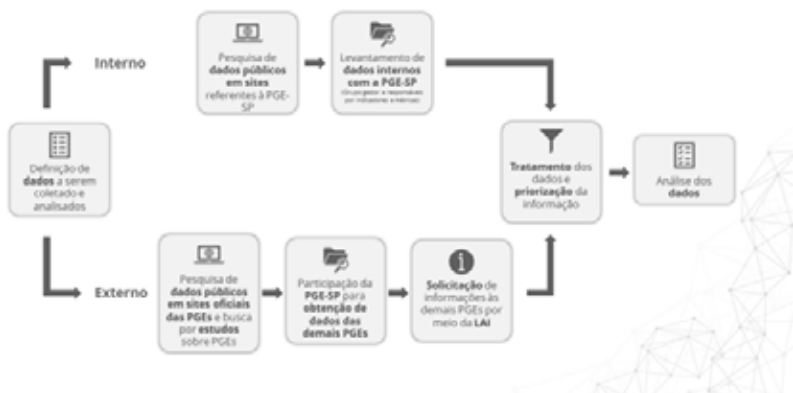 Interno
Pesquisa de
dados públicos
em sites
referentes à PGE-
SP
Levantamento de
dados internos
com a PGE-SP
por indicadores e métricas)
Definição de
dados a serem
coletado e
analisados
Tratamento dos
dados e
priorização da
informação
Análise dos
dados
Externo
Pesquisa de
dados públicos
em sites oficiais
das PGEs e busca
por estudos
sobre PGEs
Participação da
PGE-SP para
obtenção de
dados das
demais PGEs
Solicitação de
informações às
demais PGEs por
meio da LAI